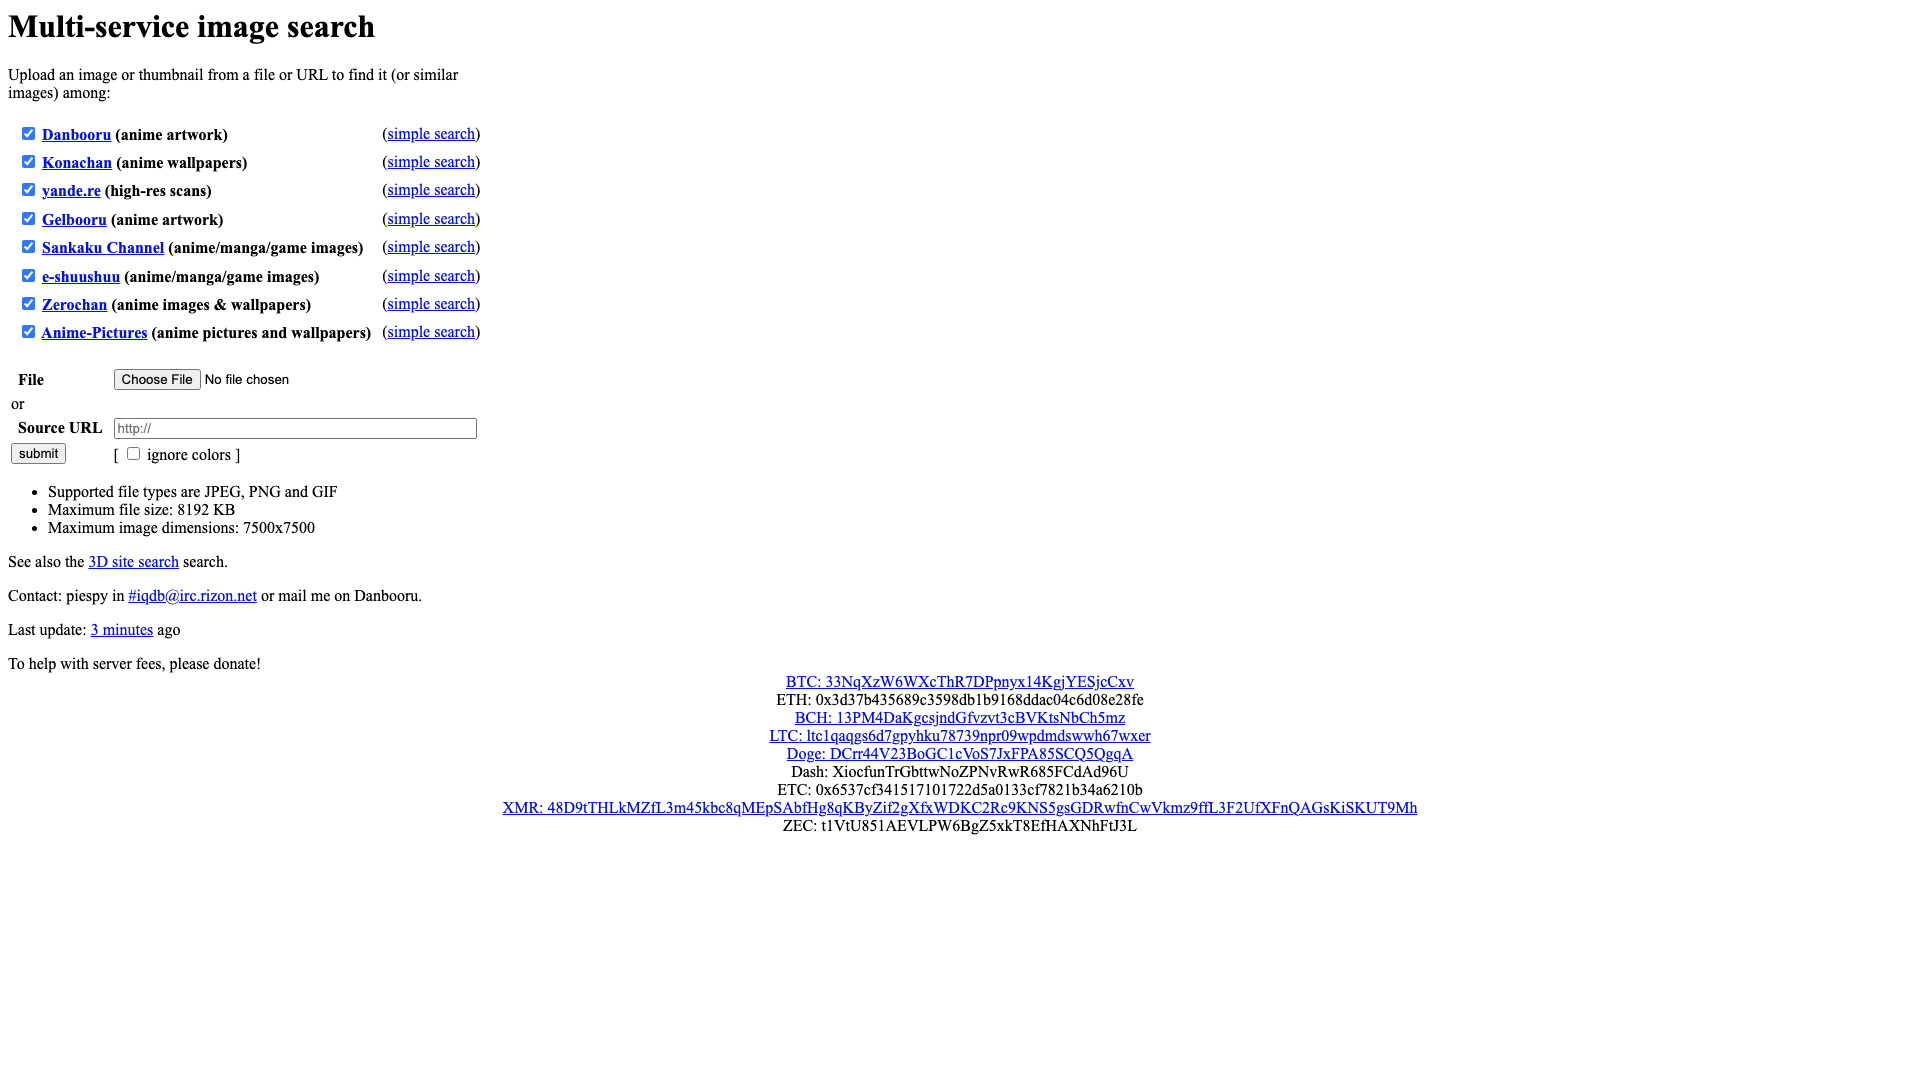 Multi-service image search
Upload an image or thumbnail from a file or URL to find it (or similar
images) among:
Danbooru (anime artwork) (simple search)
Konachan (anime wallpapers) (simple search)
yande.re (high-res scans) (simple search)
Gelbooru (anime artwork) (simple search)
Sankaku Channel (anime/manga/game images) (simple search)
e-shuushuu (anime/manga/game images) (simple search)
Zerochan (anime images & wallpapers) (simple search)
Anime-Pictures (anime pictures and wallpapers) (simple search)
File Choose File No file chosen
or
Source URL http://
submit [ ignore colors ]
• Supported file types are JPEG, PNG and GIF
• Maximum file size: 8192 KB
• Maximum image dimensions: 7500x7500
See also the 3D site search search.
Contact: piespy in #iqdb@irc.rizon.net or mail me on Danbooru.
Last update: 3 minutes ago
To help with server fees, please donate!
BTC: 33NqXzW6WXcThR7DPpnyx14KgjYESjcCxv
ETH: 0x3d37b435689c3598db1b9168ddac04c6d08e28fe
BCH: 13PM4DaKgcsjndGfvzvt3cBVKtsNbCh5mz
LTC: ltc1qaqgs6d7gpyhku78739npr09wpdmdswwh67wxer
Doge: DCrr44V23BoGC1cVoS7JxFPA85SCQ5QgqA
Dash: XiocfunTrGbttwNoZPNvRwR685FCdAd96U
ETC: 0x6537cf341517101722d5a0133cf7821b34a6210b
XMR: 48D9tTHLkMZfL3m45kbc8qMEpSAbfHg8qKByZif2gXfxWDKC2Rc9KNS5gsGDRwfnCwVkmz9ffL3F2UfXFnQAGsKiSKUT9Mh
ZEC: t1VtU851AEVLPW6BgZ5xkT8EfHAXNhFtJ3L